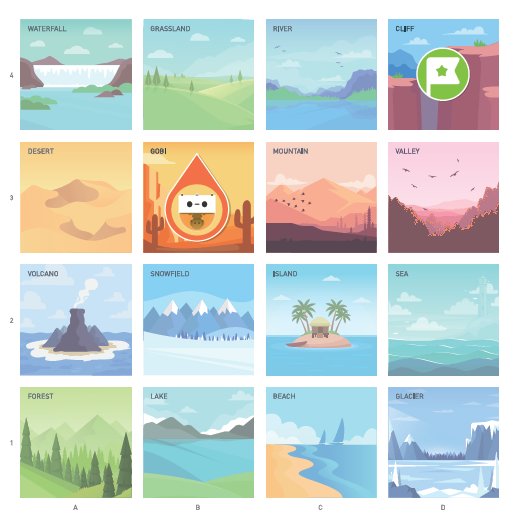 WATERFALL
GRASSLAND
RIVER
CLIFF
4
DESERT
GOBI
MOUNTAIN
VALLEY
3
VOLCANO
SNOWFIELD
ISLAND
SEA
2
FOREST
LAKE
BEACH
GLACIER
1
A
B
C
D